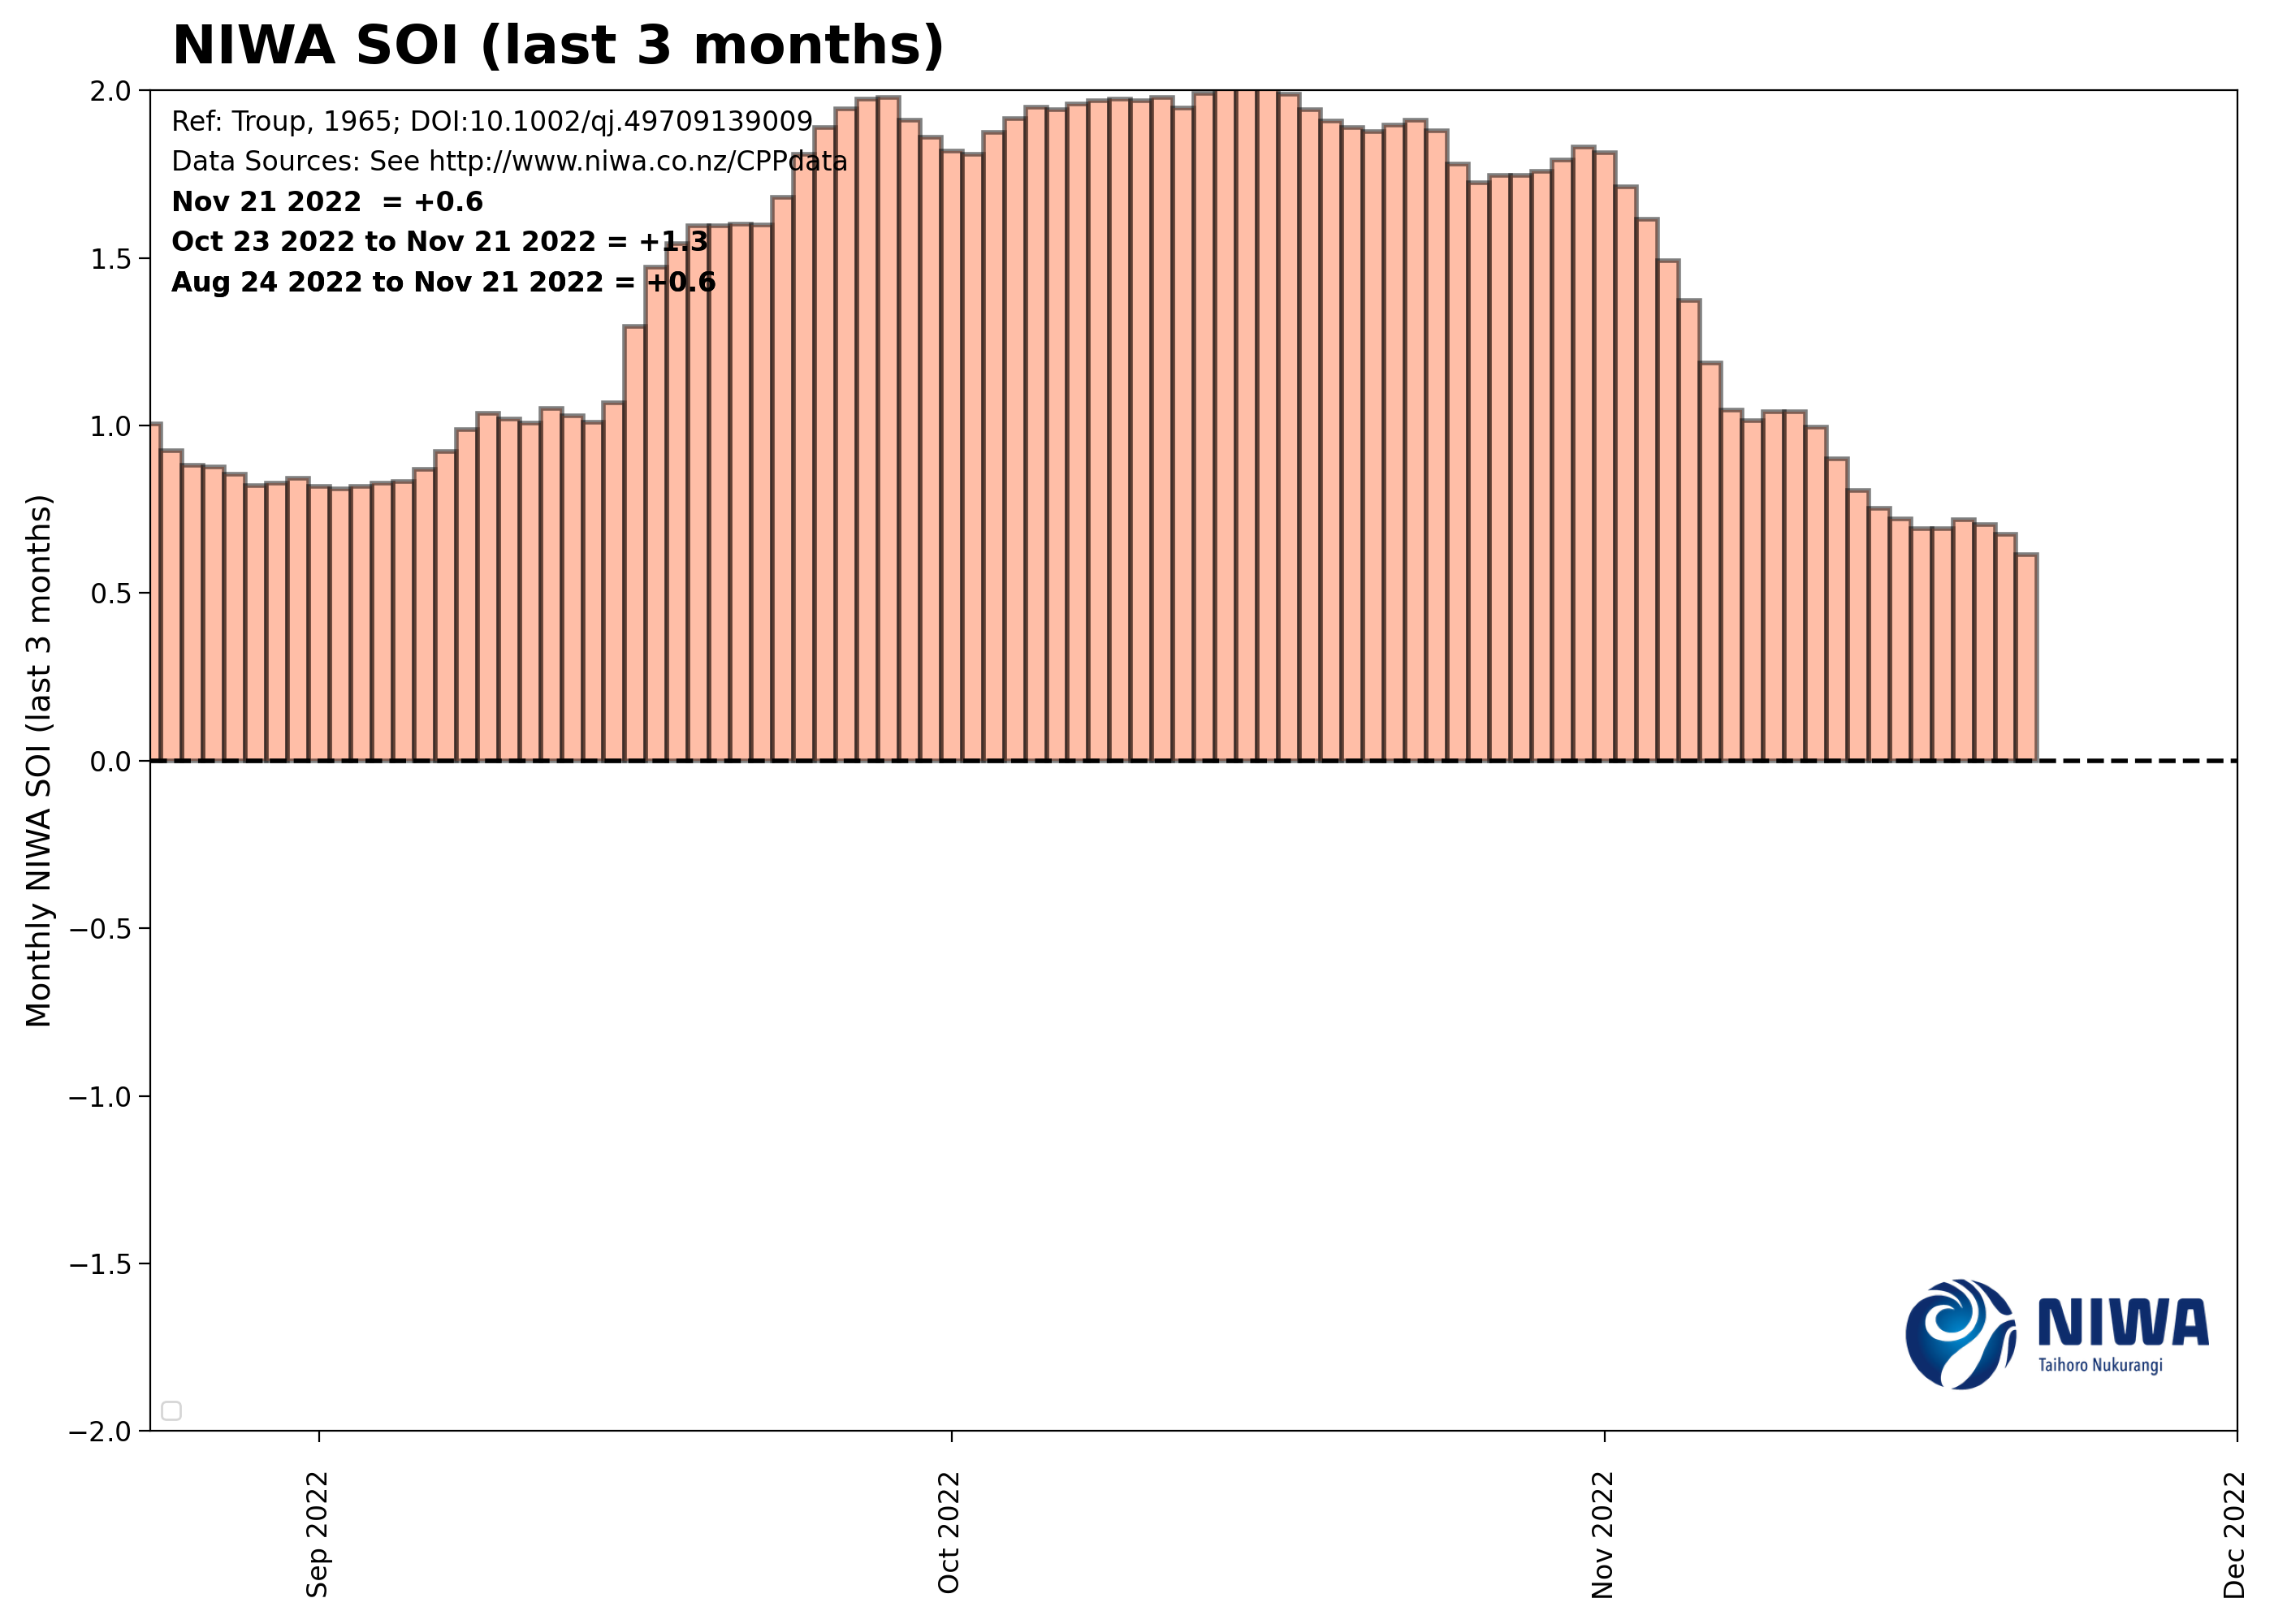 NIWA SOI (last 3 months)
Ref: Troup, 1965; DOI:10.1002/qj.49709139009
Data Sources: See http://www.niwa.co.nz/CPPdata
Nov 21 2022  = +0.6
Oct 23 2022 to Nov 21 2022 = +1.3
Aug 24 2022 to Nov 21 2022 = +0.6
Monthly NIWA SOI (last 3 months)
2.0
1.5
1.0
0.5
0.0
−0.5
−1.0
−1.5
−2.0
NIWA
Taihoro Nukurangi
Sep 2022
Oct 2022
Nov 2022
Dec 2022